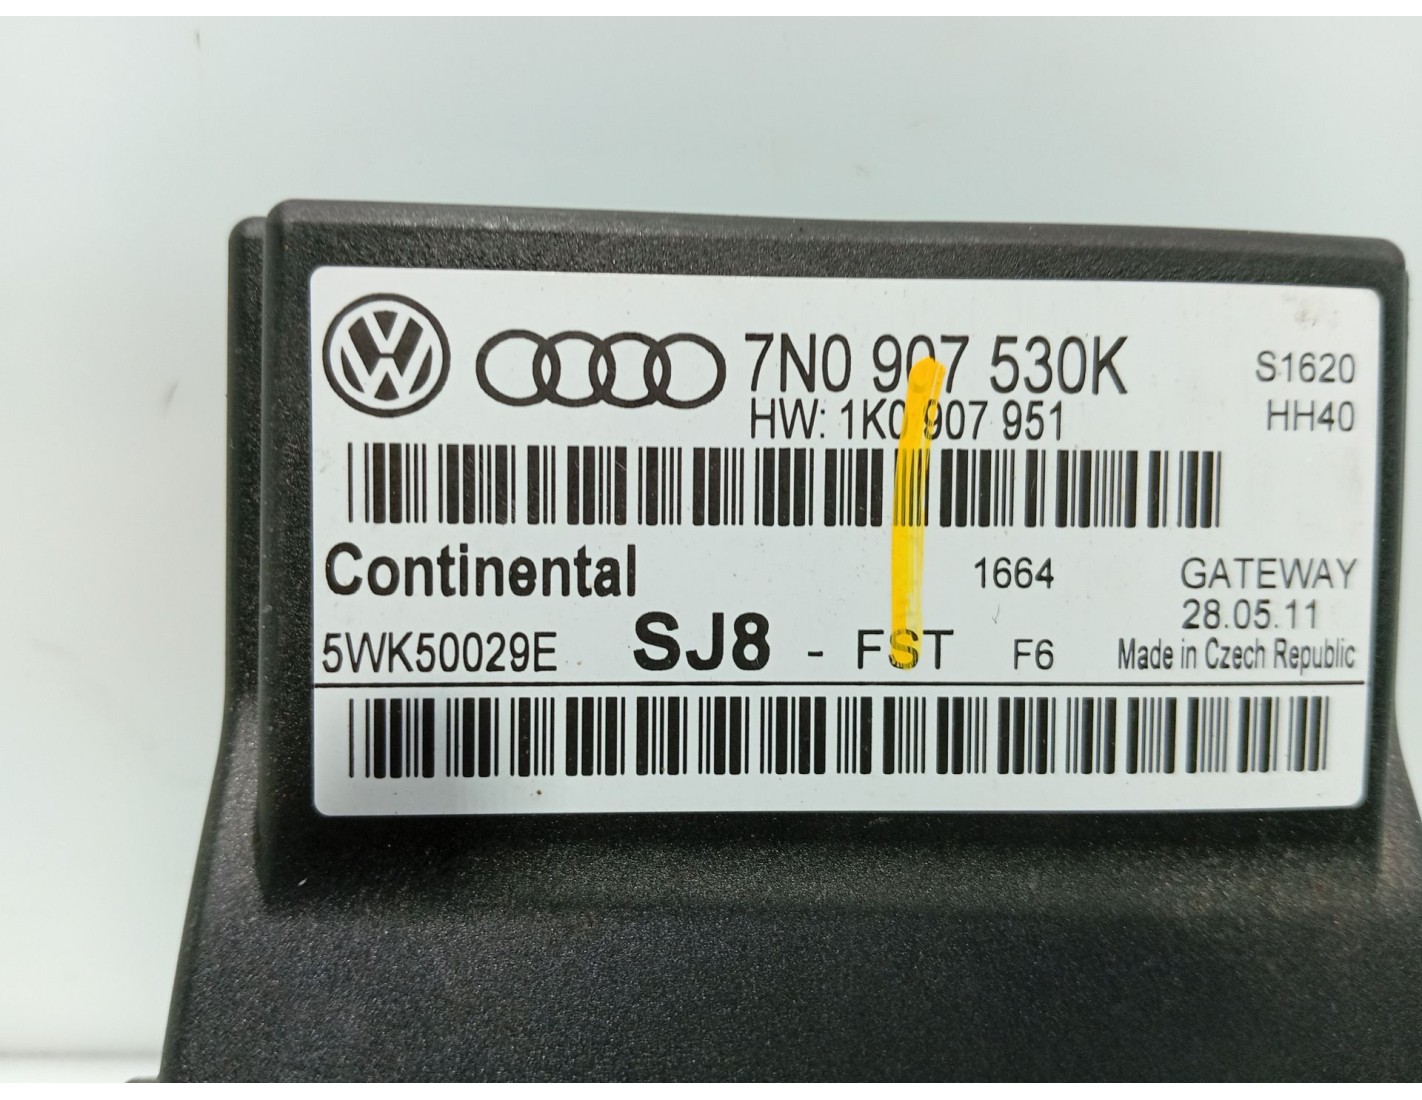 7N0 907 530K S1620
HW: 1K0 907 951 HH40
Continental 1664 GATEWAY
28.05.11
5WK50029E SJ8 - FST F6 Made in Czech Republic